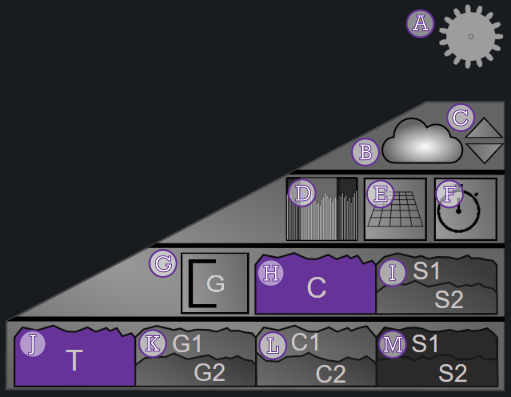 A
C
B
D E F
G G H C I S1
S2
J T K G1 L C1 M S1
G2 C2 S2